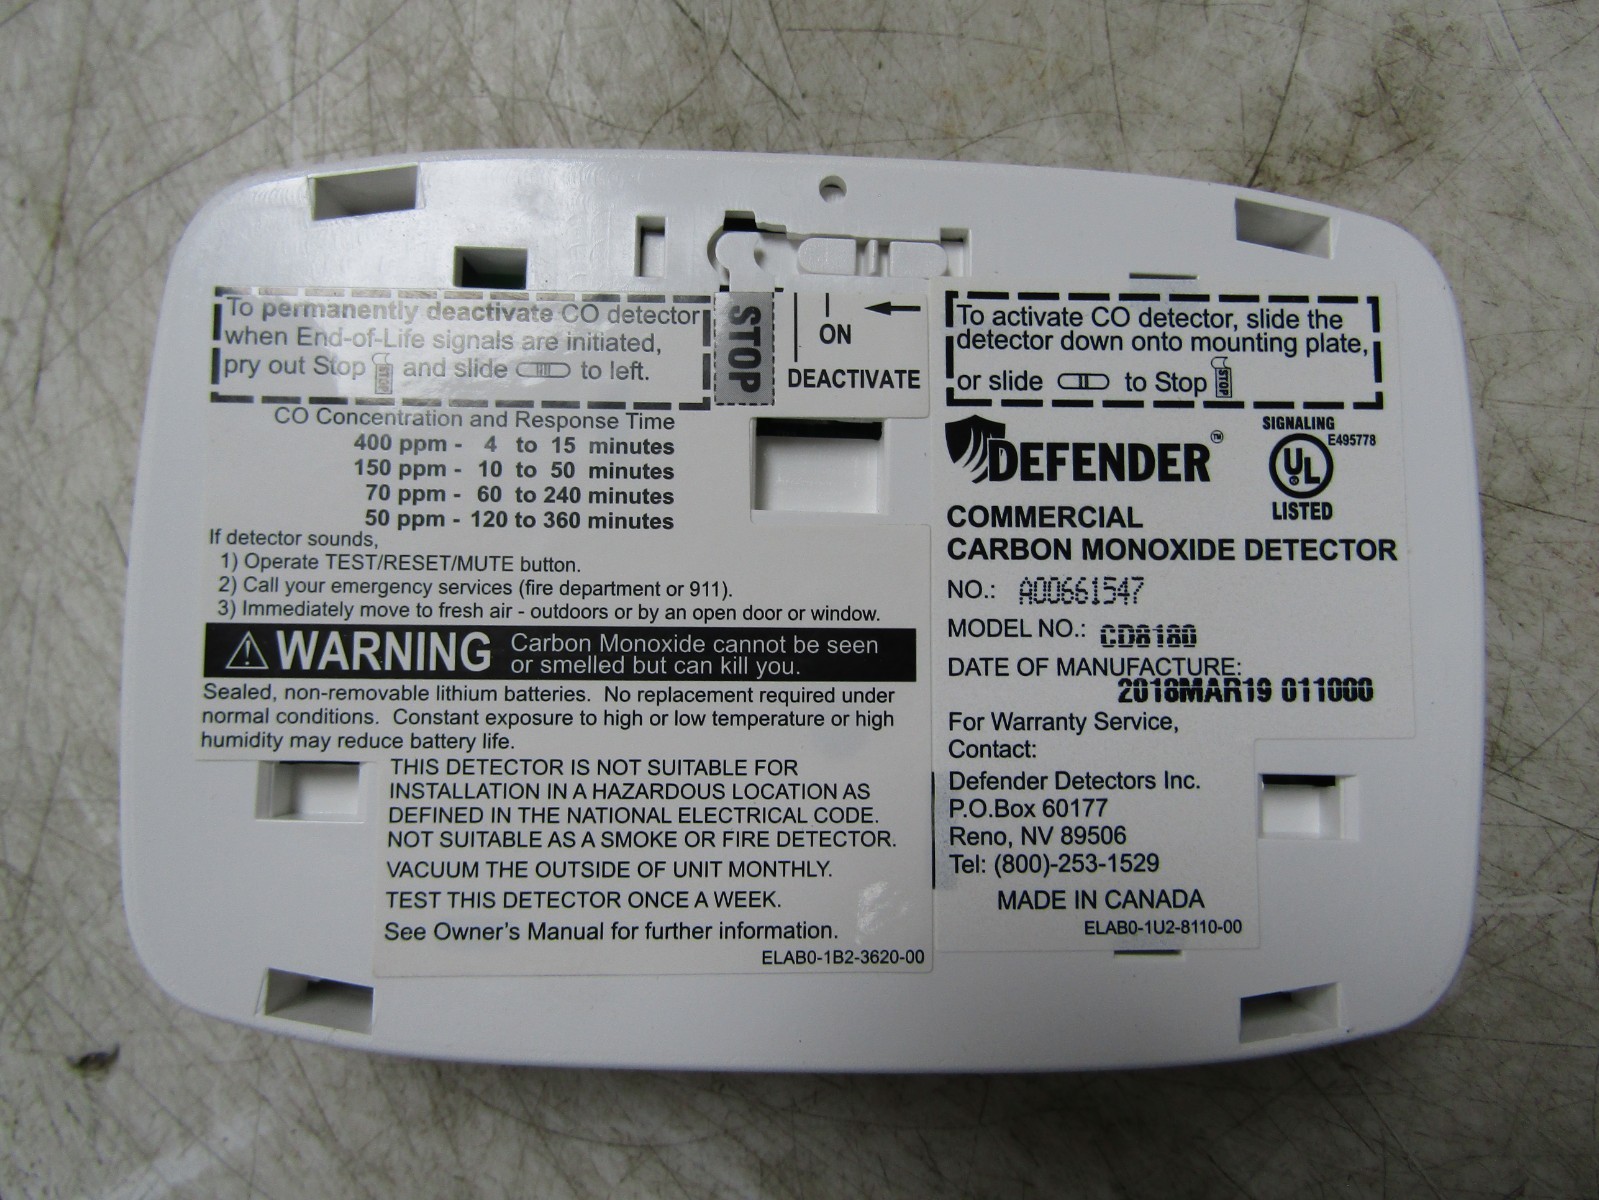 To permanently deactivate CO detector
when End-of-Life signals are initiated,
pry out Stop STOP and slide to left.
STOP
ON
DEACTIVATE
To activate CO detector, slide the
detector down onto mounting plate,
or slide to Stop STOP
CO Concentration and Response Time
400 ppm - 4 to 15 minutes
150 ppm - 10 to 50 minutes
70 ppm - 60 to 240 minutes
50 ppm - 120 to 360 minutes
If detector sounds,
1) Operate TEST/RESET/MUTE button.
2) Call your emergency services (fire department or 911).
3) Immediately move to fresh air - outdoors or by an open door or window.
WARNING Carbon Monoxide cannot be seen
or smelled but can kill you.
Sealed, non-removable lithium batteries. No replacement required under
normal conditions. Constant exposure to high or low temperature or high
humidity may reduce battery life.
THIS DETECTOR IS NOT SUITABLE FOR
INSTALLATION IN A HAZARDOUS LOCATION AS
DEFINED IN THE NATIONAL ELECTRICAL CODE.
NOT SUITABLE AS A SMOKE OR FIRE DETECTOR.
VACUUM THE OUTSIDE OF UNIT MONTHLY.
TEST THIS DETECTOR ONCE A WEEK.
See Owner's Manual for further information.
ELAB0-1B2-3620-00
DEFENDER™
SIGNALING
E495778
UL ®
LISTED
COMMERCIAL
CARBON MONOXIDE DETECTOR
NO.: A00661547
MODEL NO.: CD8180
DATE OF MANUFACTURE:
2018MAR19 011000
For Warranty Service,
Contact:
Defender Detectors Inc.
P.O.Box 60177
Reno, NV 89506
Tel: (800)-253-1529
MADE IN CANADA
ELAB0-1U2-8110-00